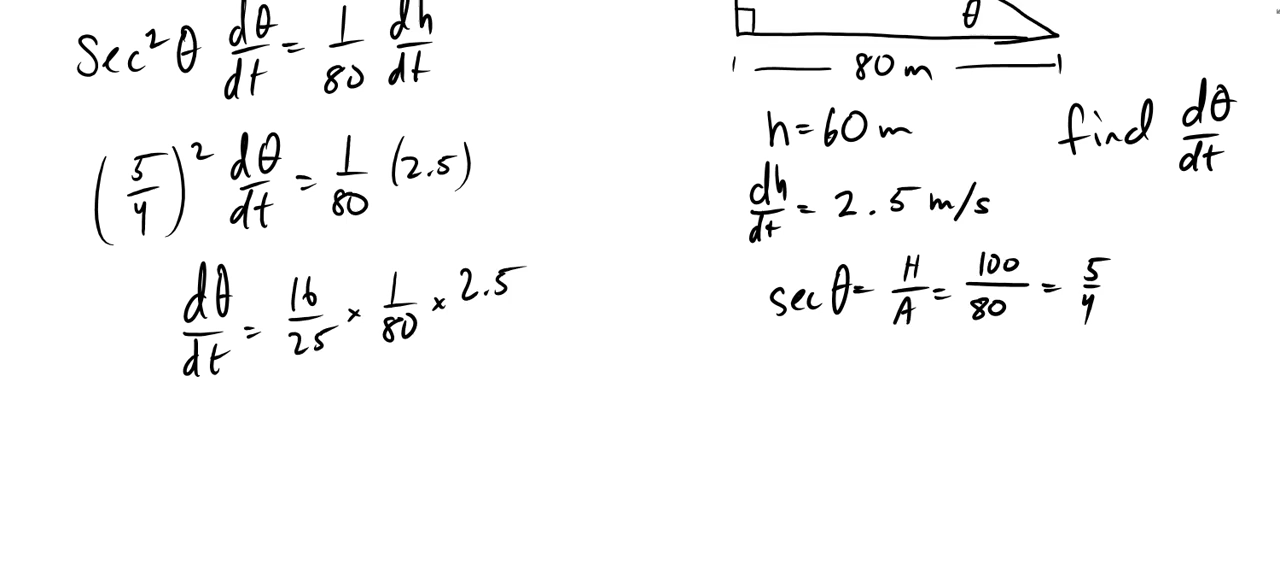 sec²θ dθ/dt = 1/80 dh/dt
(5/4)² dθ/dt = 1/80 (2.5)
dθ/dt = 16/25 × 1/80 × 2.5
θ
80 m
h = 60 m
find dθ/dt
dh/dt = 2.5 m/s
sec θ = H/A = 100/80 = 5/4